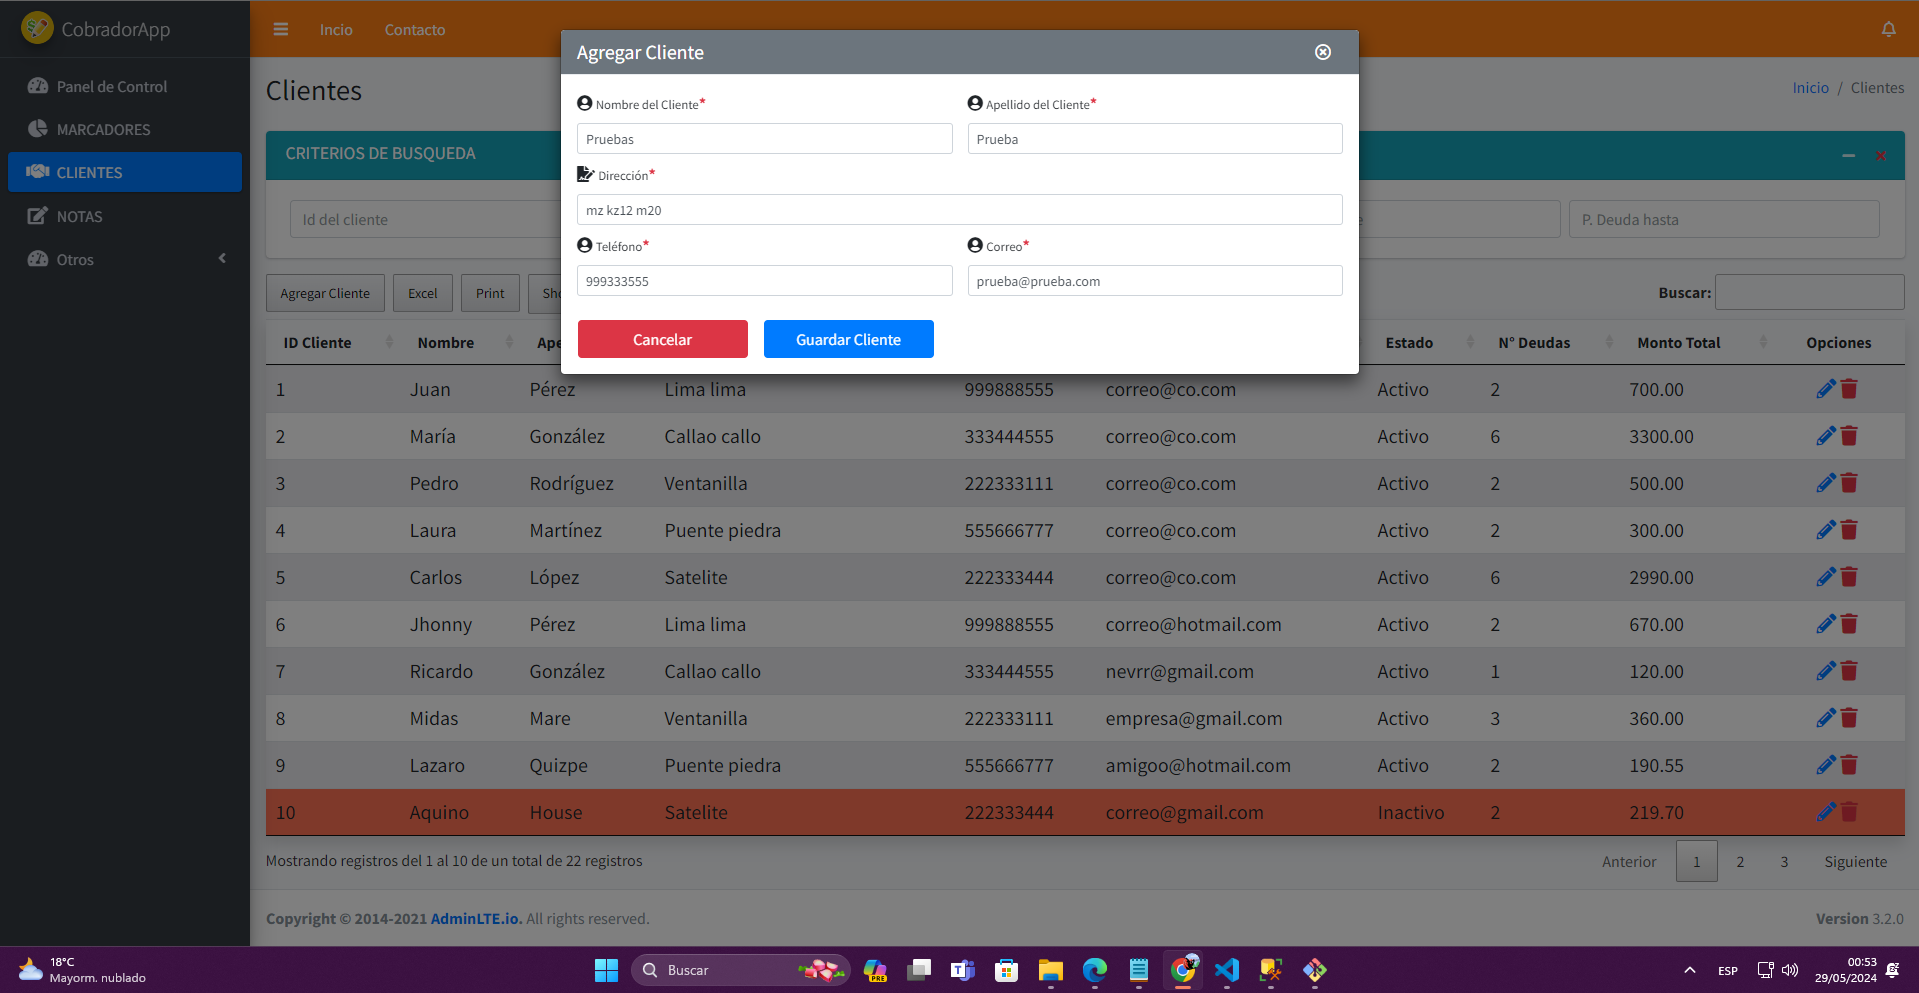 CobradorApp
Incio
Contacto
Panel de Control
MARCADORES
CLIENTES
NOTAS
Otros
Clientes
Inicio / Clientes
CRITERIOS DE BUSQUEDA
Id del cliente
P. Deuda hasta
Agregar Cliente
Nombre del Cliente*
Apellido del Cliente*
Pruebas
Prueba
Dirección*
mz kz12 m20
Teléfono*
Correo*
999333555
prueba@prueba.com
Cancelar
Guardar Cliente
Agregar Cliente
Excel
Print
Buscar:
ID Cliente Nombre Estado N° Deudas Monto Total Opciones
1 Juan Pérez Lima lima 999888555 correo@co.com Activo 2 700.00
2 María González Callao callo 333444555 correo@co.com Activo 6 3300.00
3 Pedro Rodríguez Ventanilla 222333111 correo@co.com Activo 2 500.00
4 Laura Martínez Puente piedra 555666777 correo@co.com Activo 2 300.00
5 Carlos López Satelite 222333444 correo@co.com Activo 6 2990.00
6 Jhonny Pérez Lima lima 999888555 correo@hotmail.com Activo 2 670.00
7 Ricardo González Callao callo 333444555 nevrr@gmail.com Activo 1 120.00
8 Midas Mare Ventanilla 222333111 empresa@gmail.com Activo 3 360.00
9 Lazaro Quizpe Puente piedra 555666777 amigoo@hotmail.com Activo 2 190.55
10 Aquino House Satelite 222333444 correo@gmail.com Inactivo 2 219.70
Mostrando registros del 1 al 10 de un total de 22 registros
Anterior 1 2 3 Siguiente
Copyright © 2014-2021 AdminLTE.io. All rights reserved.
Version 3.2.0
18°C
Mayorm. nublado
Buscar
PRE
ESP
00:53
29/05/2024